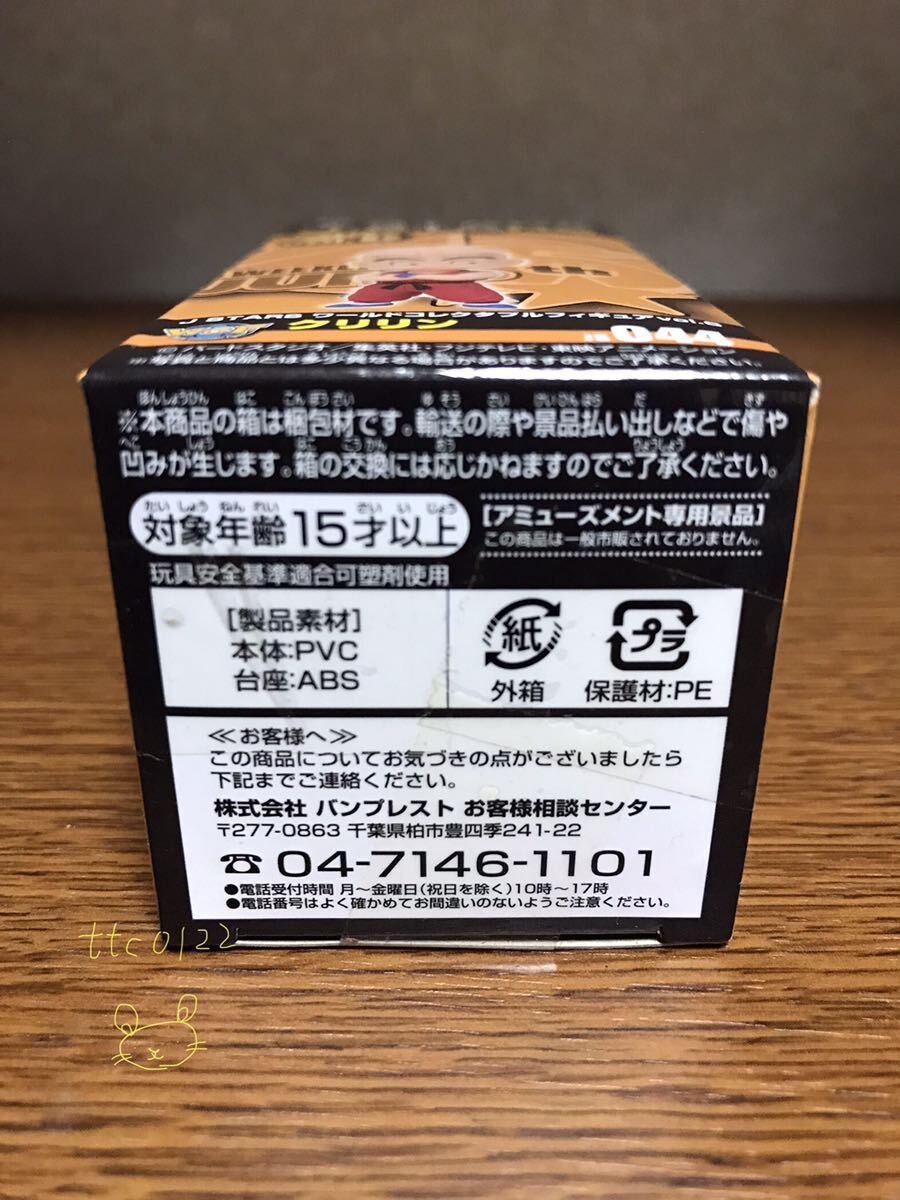 J STARS ワールドコレクタブルフィギュア vol.6
クリリン
JS044
※本商品の箱は梱包材です。輸送の際や景品払い出しなどで傷や
凹みが生じます。箱の交換には応じかねますのでご了承ください。
対象年齢15才以上
[アミューズメント専用景品]
この商品は一般市販されておりません。
玩具安全基準適合可塑剤使用
[製品素材]
本体:PVC
台座:ABS
紙
外箱
プラ
保護材:PE
≪お客様へ≫
この商品についてお気づきの点がございましたら
下記までご連絡ください。
株式会社 バンプレスト お客様相談センター
〒277-0863 千葉県柏市豊四季241-22
☎ 04-7146-1101
●電話受付時間 月〜金曜日(祝日を除く)10時〜17時
●電話番号はよく確かめてお間違いのないようご注意ください。
ttc0122